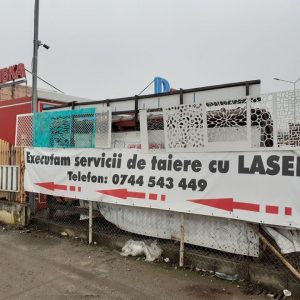 Executam servicii de taiere cu LASER
Telefon: 0744 543 449